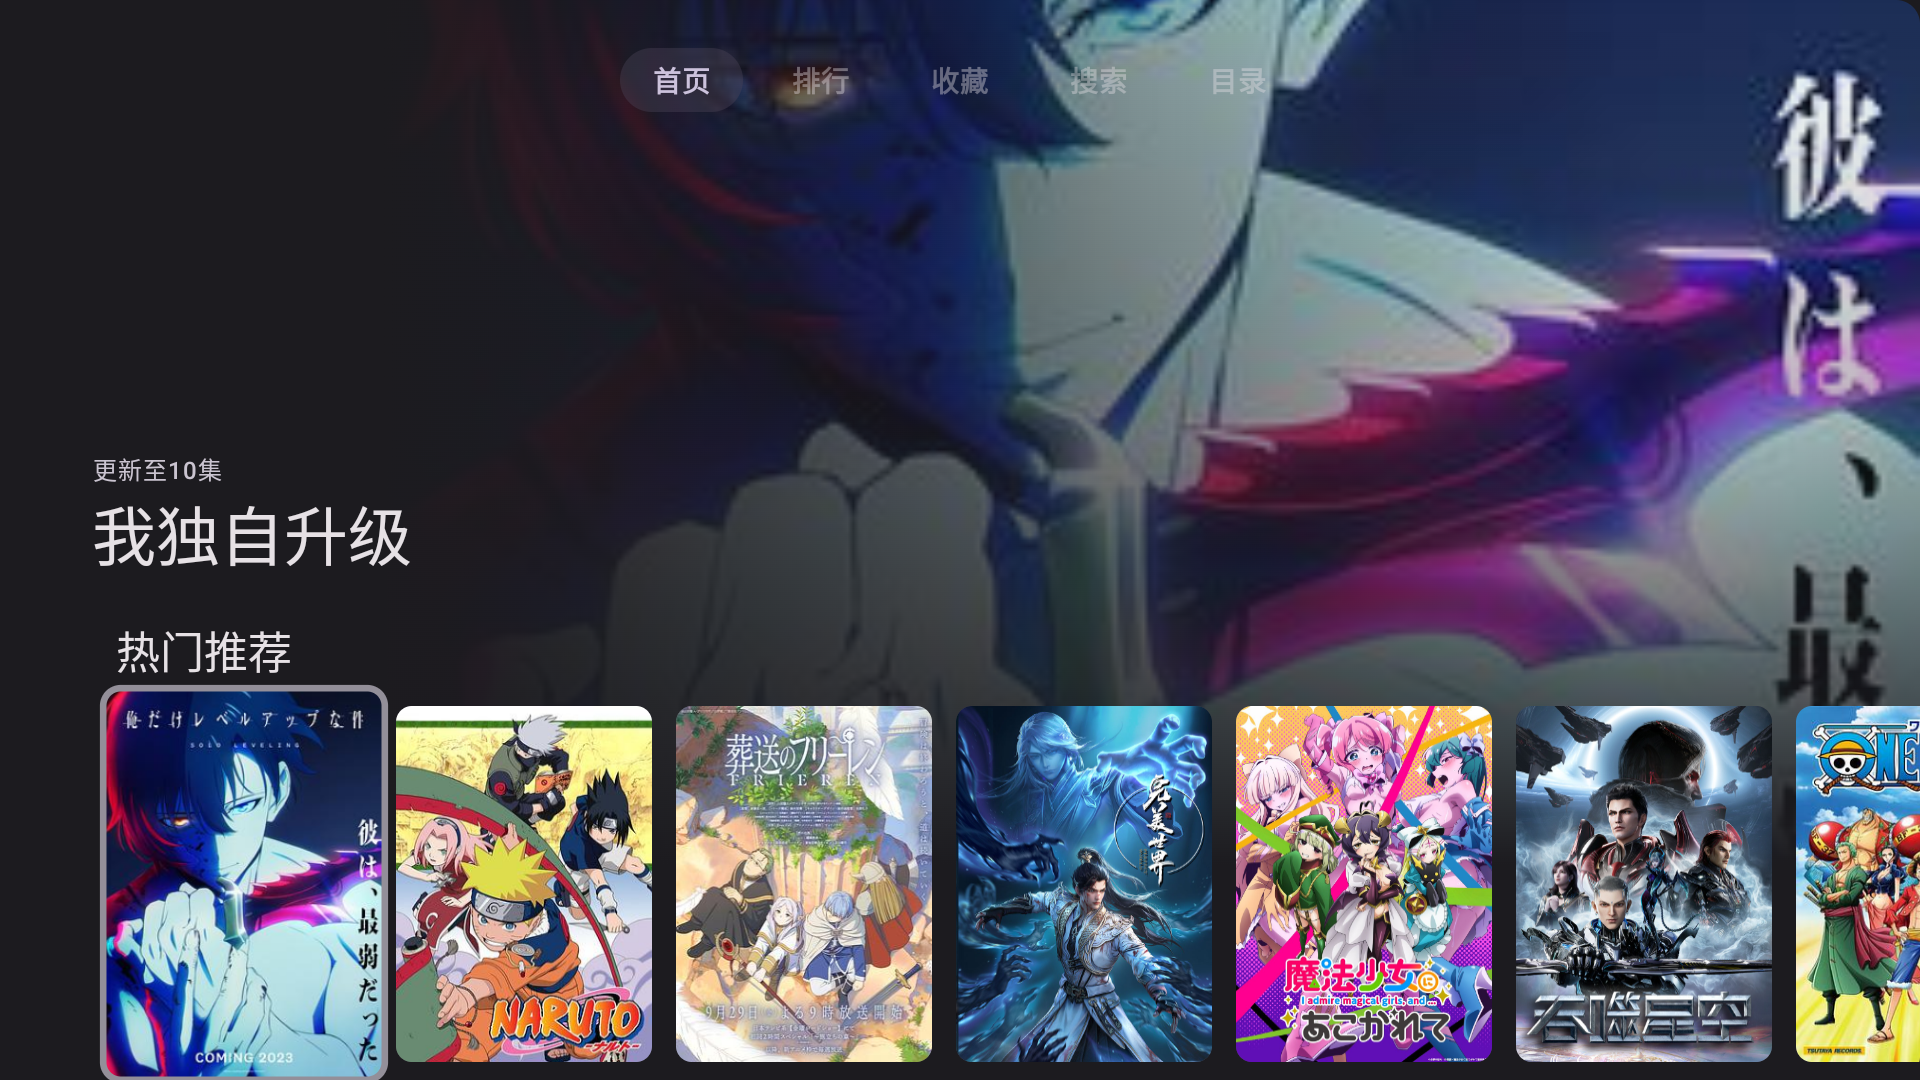 首页
排行
收藏
搜索
目录
彼は、最
更新至10集
我独自升级
热门推荐
俺だけレベルアップな件
SOLO LEVELING
彼は、最弱だった
COMING 2023
NARUTO
-ナルト-
葬送のフリーレン
FRIEREN
9月29日
よる9時放送開始
完美世界
魔法少女に
I admire magical girls, and...
あこがれて
吞噬星空
ONE
TSUTAYA RECORDS